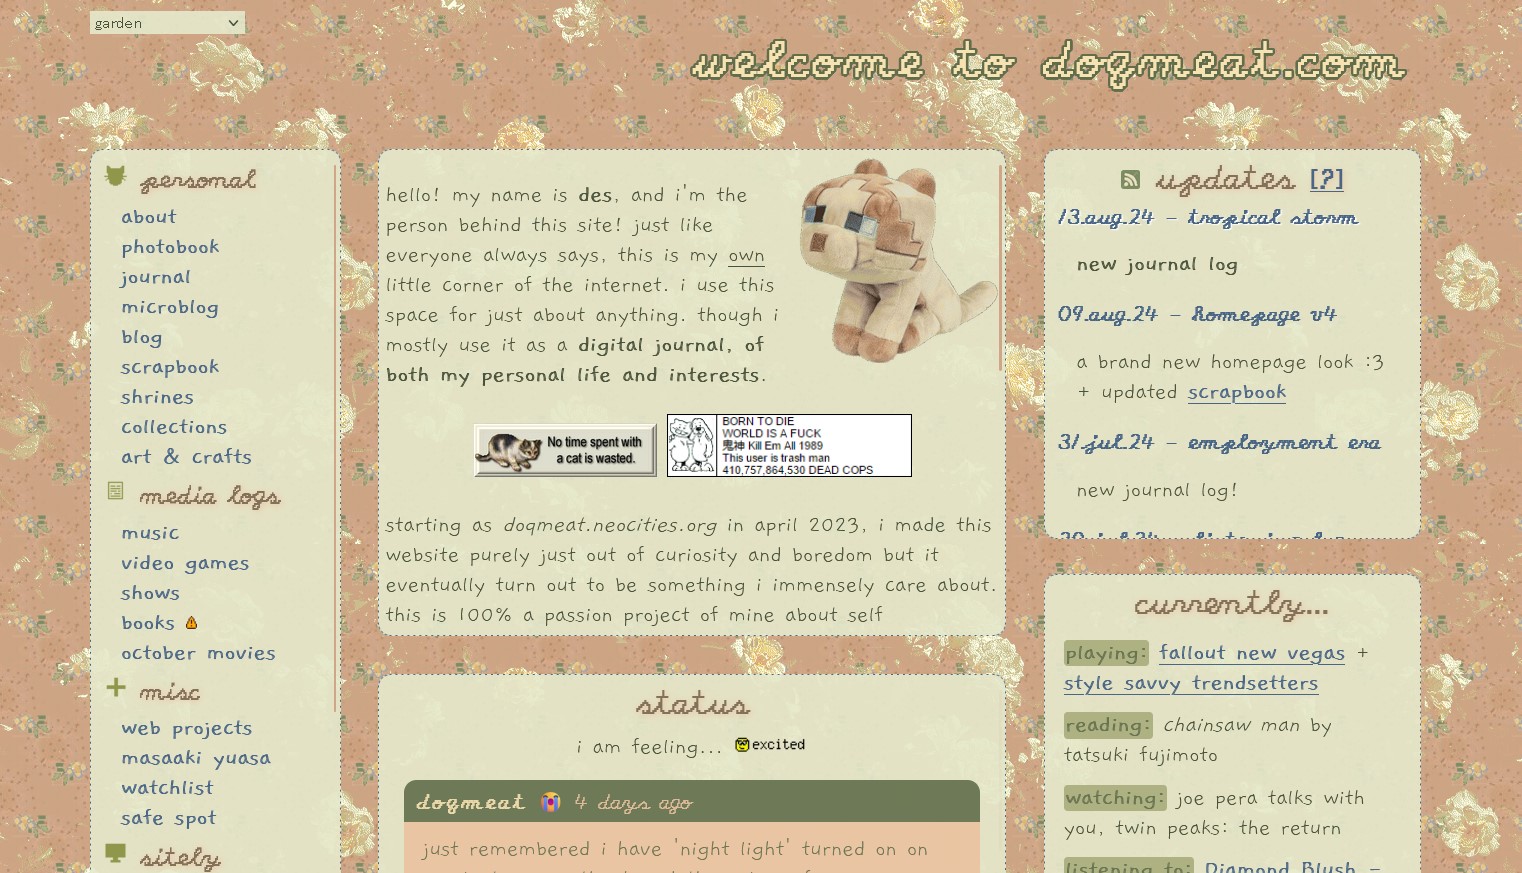 garden
welcome to dogmeat.com
personal
about
photobook
journal
microblog
blog
scrapbook
shrines
collections
art & crafts
media logs
music
video games
shows
books
october movies
misc
web projects
masaaki yuasa
watchlist
safe spot
sitely
hello! my name is des, and i'm the
person behind this site! just like
everyone always says, this is my own
little corner of the internet. i use this
space for just about anything. though i
mostly use it as a digital journal, of
both my personal life and interests.
No time spent with
a cat is wasted.
BORN TO DIE
WORLD IS A FUCK
鬼神 Kill Em All 1989
This user is trash man
410,757,864,530 DEAD COPS
starting as dogmeat.neocities.org in april 2023, i made this
website purely just out of curiosity and boredom but it
eventually turn out to be something i immensely care about.
this is 100% a passion project of mine about self
status
i am feeling... excited
dogmeat 4 days ago
just remembered i have 'night light' turned on on
updates [?]
13.aug.24 - tropical storm
new journal log
09.aug.24 - homepage v4
a brand new homepage look :3
+ updated scrapbook
31.jul.24 - employment era
new journal log!
currently...
playing: fallout new vegas +
style savvy trendsetters
reading: chainsaw man by
tatsuki fujimoto
watching: joe pera talks with
you, twin peaks: the return
listening to: Diamond Blush -